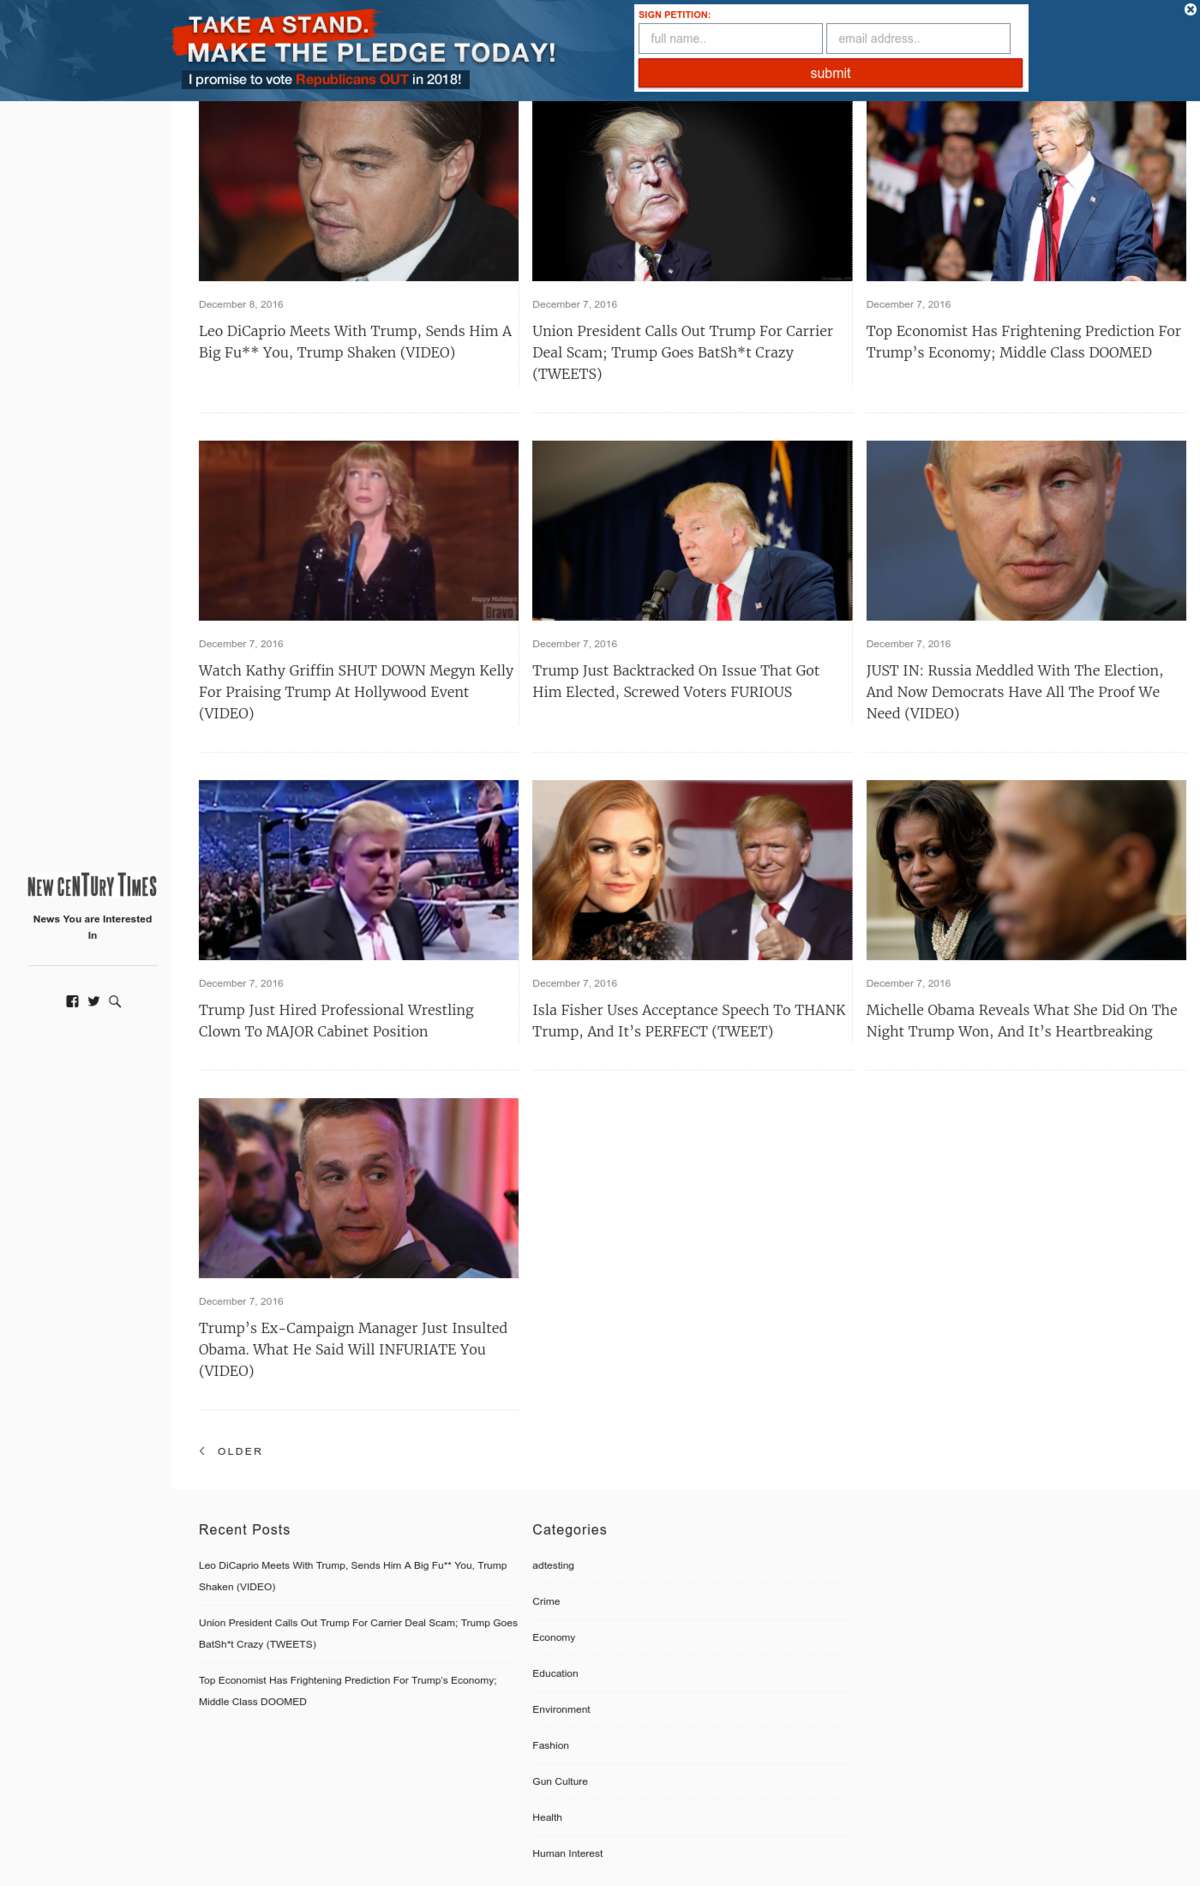 TAKE A STAND.
MAKE THE PLEDGE TODAY!
I promise to vote Republicans OUT in 2018!
SIGN PETITION:
full name..
email address..
submit
December 8, 2016
Leo DiCaprio Meets With Trump, Sends Him A
Big Fu** You, Trump Shaken (VIDEO)
December 7, 2016
Union President Calls Out Trump For Carrier
Deal Scam; Trump Goes BatSh*t Crazy
(TWEETS)
December 7, 2016
Top Economist Has Frightening Prediction For
Trump’s Economy; Middle Class DOOMED
Happy Holidays
Bravo
December 7, 2016
Watch Kathy Griffin SHUT DOWN Megyn Kelly
For Praising Trump At Hollywood Event
(VIDEO)
December 7, 2016
Trump Just Backtracked On Issue That Got
Him Elected, Screwed Voters FURIOUS
December 7, 2016
JUST IN: Russia Meddled With The Election,
And Now Democrats Have All The Proof We
Need (VIDEO)
NEW CENTURY TIMES
News You are Interested
In
December 7, 2016
Trump Just Hired Professional Wrestling
Clown To MAJOR Cabinet Position
December 7, 2016
Isla Fisher Uses Acceptance Speech To THANK
Trump, And It’s PERFECT (TWEET)
December 7, 2016
Michelle Obama Reveals What She Did On The
Night Trump Won, And It’s Heartbreaking
December 7, 2016
Trump’s Ex-Campaign Manager Just Insulted
Obama. What He Said Will INFURIATE You
(VIDEO)
OLDER
Recent Posts
Leo DiCaprio Meets With Trump, Sends Him A Big Fu** You, Trump
Shaken (VIDEO)
Union President Calls Out Trump For Carrier Deal Scam; Trump Goes
BatSh*t Crazy (TWEETS)
Top Economist Has Frightening Prediction For Trump’s Economy;
Middle Class DOOMED
Categories
adtesting
Crime
Economy
Education
Environment
Fashion
Gun Culture
Health
Human Interest